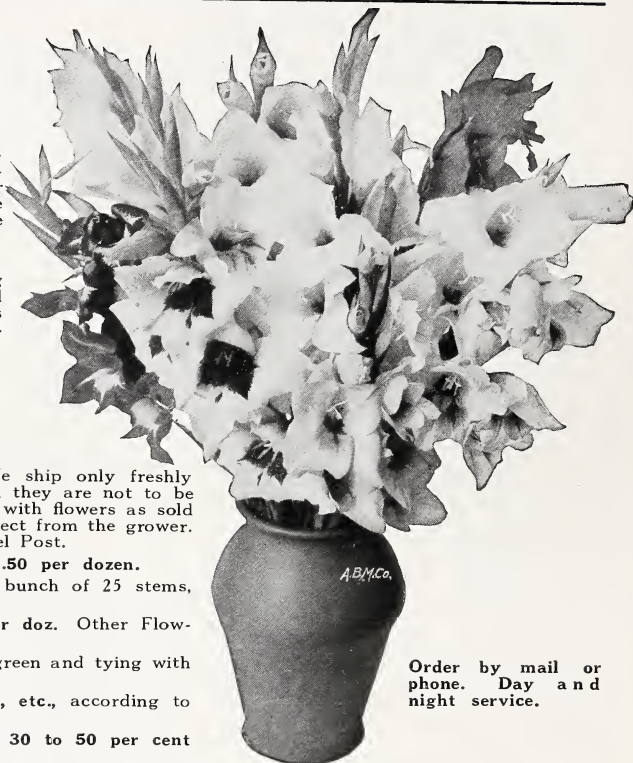 e ship only freshly
they are not to be
with flowers as sold
ect from the grower.
el Post.
.50 per dozen.
bunch of 25 stems,
r doz. Other Flow-
green and tying with
, etc., according to
30 to 50 per cent
A.B.M.Co.
Order by mail or
phone. Day and
night service.